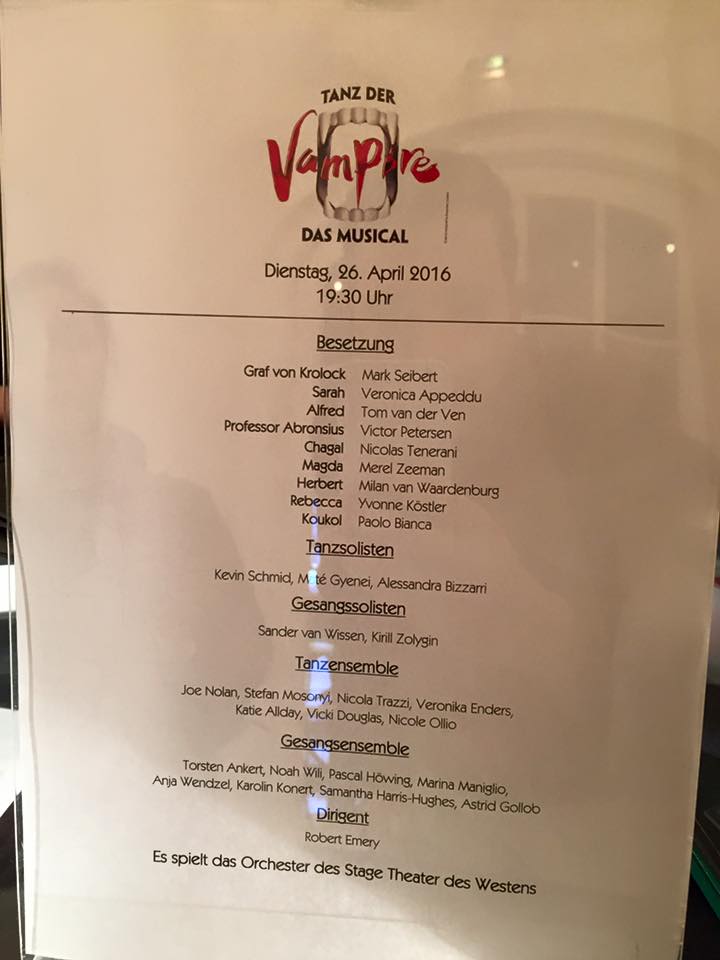 TANZ DER
Vampire
DAS MUSICAL
Dienstag, 26. April 2016
19:30 Uhr
Besetzung
Graf von Krolock Mark Seibert
Sarah Veronica Appeddu
Alfred Tom van der Ven
Professor Abronsius Victor Petersen
Chagal Nicolas Tenerani
Magda Merel Zeeman
Herbert Milan van Waardenburg
Rebecca Yvonne Köstler
Koukol Paolo Bianca
Tanzsolisten
Kevin Schmid, Máté Gyenei, Alessandra Bizzarri
Gesangssolisten
Sander van Wissen, Kirill Zolygin
Tanzensemble
Joe Nolan, Stefan Mosonyi, Nicola Trazzi, Veronika Enders,
Katie Allday, Vicki Douglas, Nicole Ollio
Gesangsensemble
Torsten Ankert, Noah Wili, Pascal Höwing, Marina Maniglio,
Anja Wendzel, Karolin Konert, Samantha Harris-Hughes, Astrid Gollob
Dirigent
Robert Emery
Es spielt das Orchester des Stage Theater des Westens